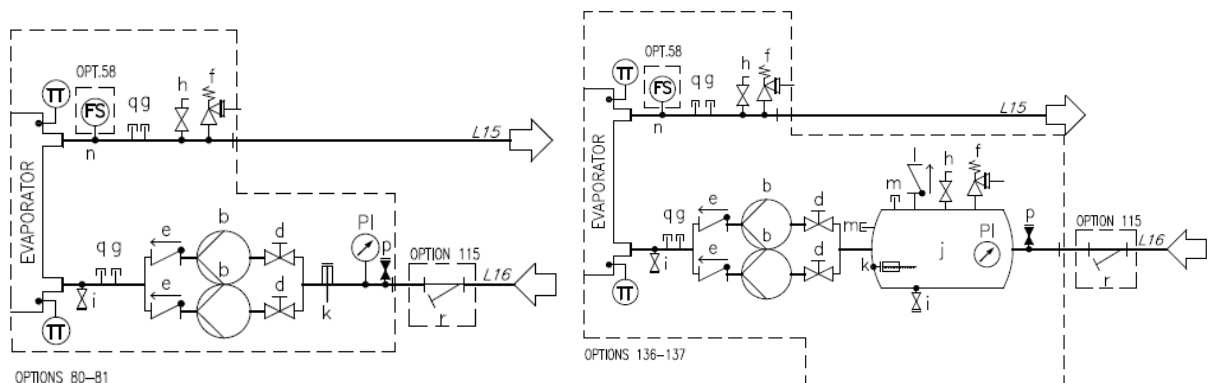 OPT.58
TT
FS
q g
h
f
n
L15
EVAPORATOR
b
d
e
PI
p
OPTION 115
q g
L16
i
e
b
d
k
r
TT
OPTIONS 80-81
OPT.58
TT
FS
q g
h
f
n
L15
EVAPORATOR
l
h
f
m
b
d
e
m
PI
p
OPTION 115
q g
j
L16
i
e
b
d
k
i
r
TT
OPTIONS 136-137